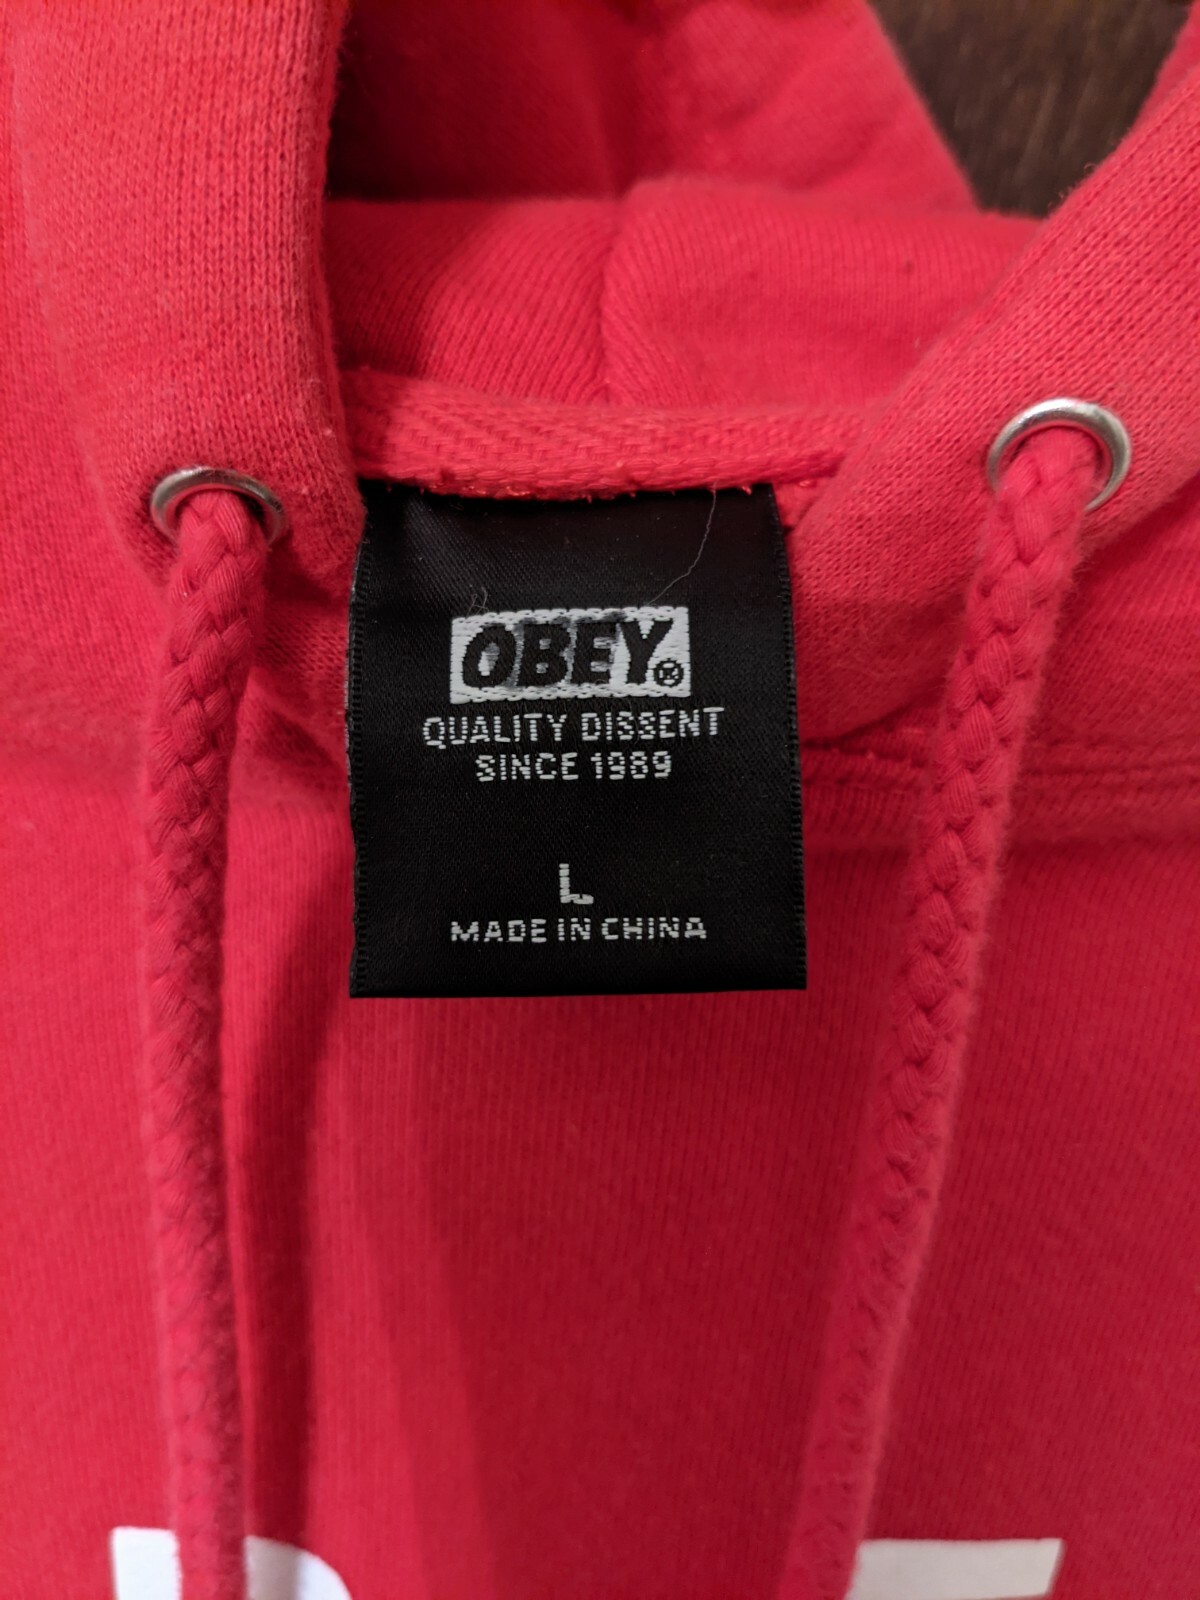 OBEY®
QUALITY DISSENT
SINCE 1989
L
MADE IN CHINA